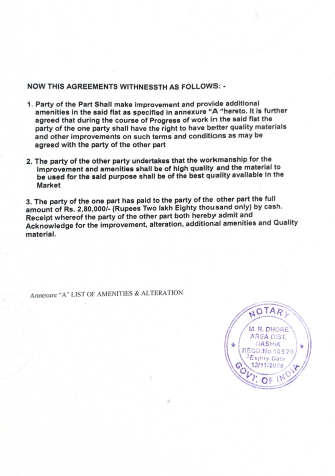 NOW THIS AGREEMENTS WITHNESSTH AS FOLLOWS: -
1. Party of the Part Shall make improvement and provide additional
amenities in the said flat as specified in annexure "A "hereto. It is further
agreed that during the course of Progress of work in the said flat the
party of the one party shall have the right to have better quality materials
and other improvements on such terms and conditions as may be
agreed with the party of the other part
2. The party of the other party undertakes that the workmanship for the
Improvement and amenities shall be of high quality and the material to
be used for the said purpose shall be of the best quality available in the
Market
3. The party of the one part has paid to the party of the other part the full
amount of Rs. 2,80,000/- (Rupees Two lakh Eighty thousand only) by cash.
Receipt whereof the party of the other part both hereby admit and
Acknowledge for the improvement, alteration, additional amenities and Quality
material.
Annexure "A" LIST OF AMENITIES & ALTERATION
NOTARY
M. R. DHORE
AREA DIST.
NASHIK
REGD.No
Expiry Date
GOVT. OF INDIA